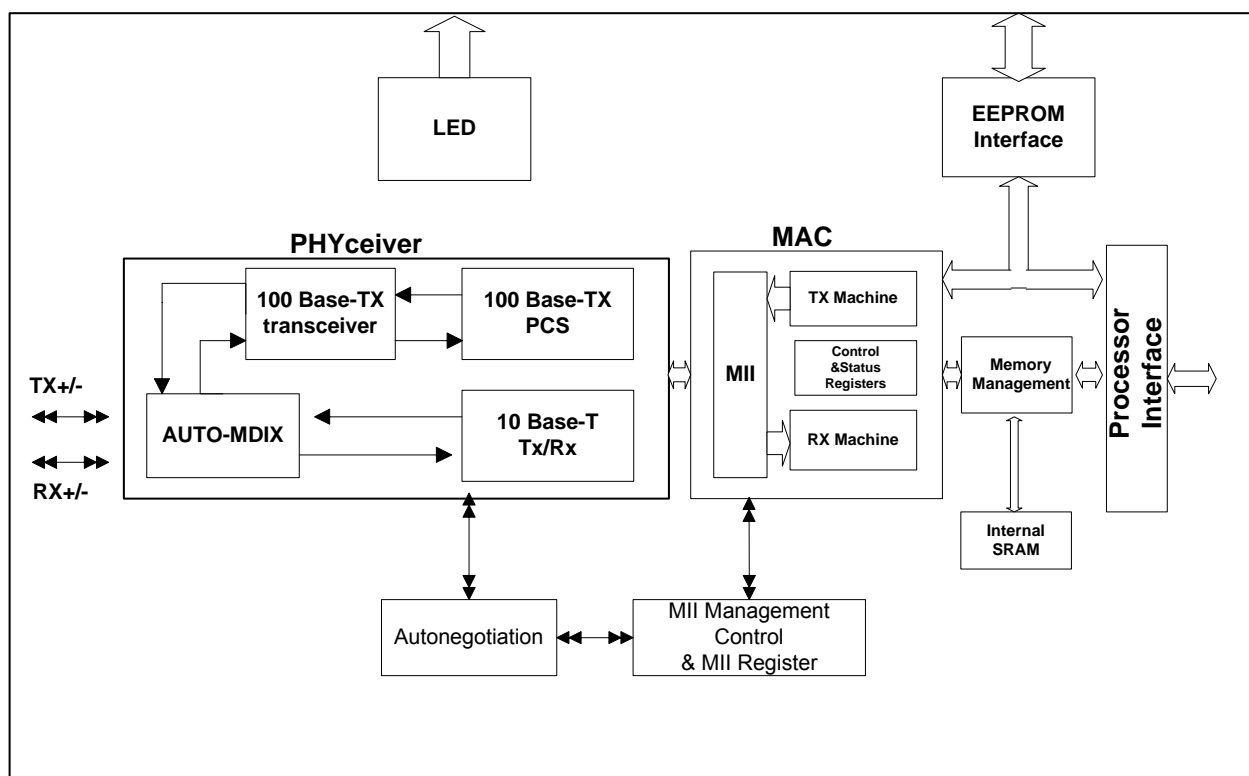 LED
EEPROM
Interface
PHYceiver
MAC
100 Base-TX
transceiver
100 Base-TX
PCS
TX Machine
MII
Control
&Status
Registers
Memory
Management
Processor
Interface
TX+/-
AUTO-MDIX
10 Base-T
Tx/Rx
RX Machine
RX+/-
Internal
SRAM
Autonegotiation
MII Management
Control
& MII Register